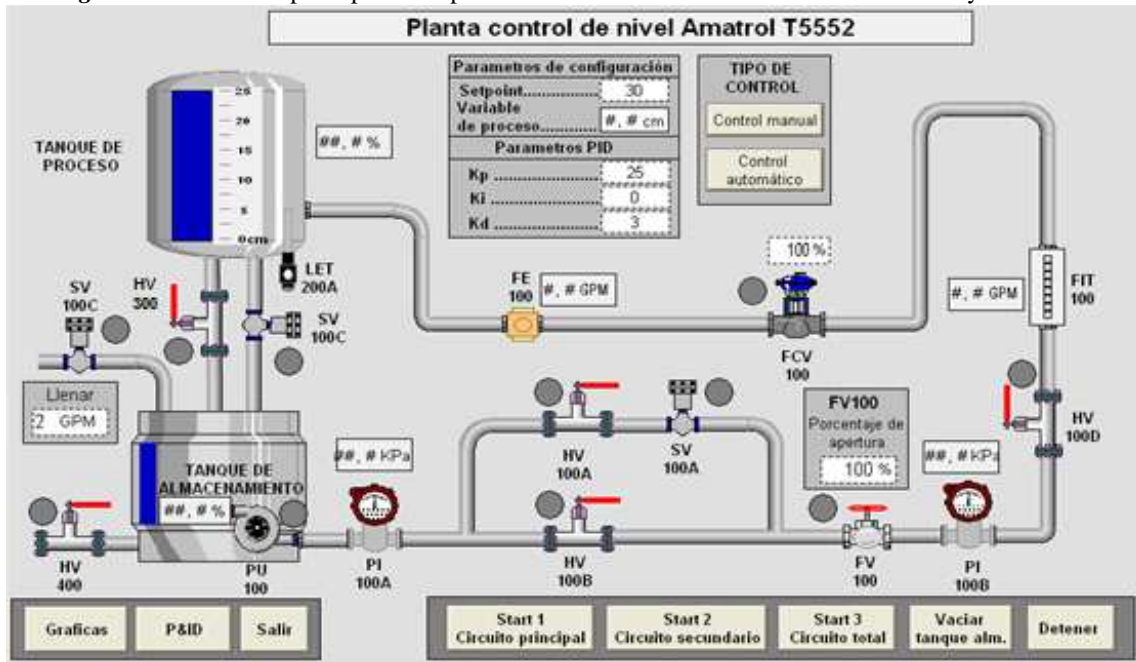 Planta control de nivel Amatrol T5552
Parametros de configuración
Setpoint............... 30
Variable
de proceso............ #, # cm
Parametros PID
Kp ................... 25
Ki .................... 0
Kd ................... 3
TIPO DE
CONTROL
Control manual
Control
automático
TANQUE DE
PROCESO
25
20
15
10
5
0cm
##, # %
LET
200A
SV
100C
HV
300
SV
100C
FE
100
#, # GPM
100 %
FCV
100
#, # GPM
FIT
100
Llenar
2 GPM
HV
100A
SV
100A
FV100
Porcentaje de
apertura
100 %
HV
100D
TANQUE DE
ALMACENAMIENTO
##, # %
##, # KPa
##, # KPa
HV
400
PU
100
PI
100A
HV
100B
FV
100
PI
100B
Graficas
P&ID
Salir
Start 1
Circuito principal
Start 2
Circuito secundario
Start 3
Circuito total
Vaciar
tanque alm.
Detener